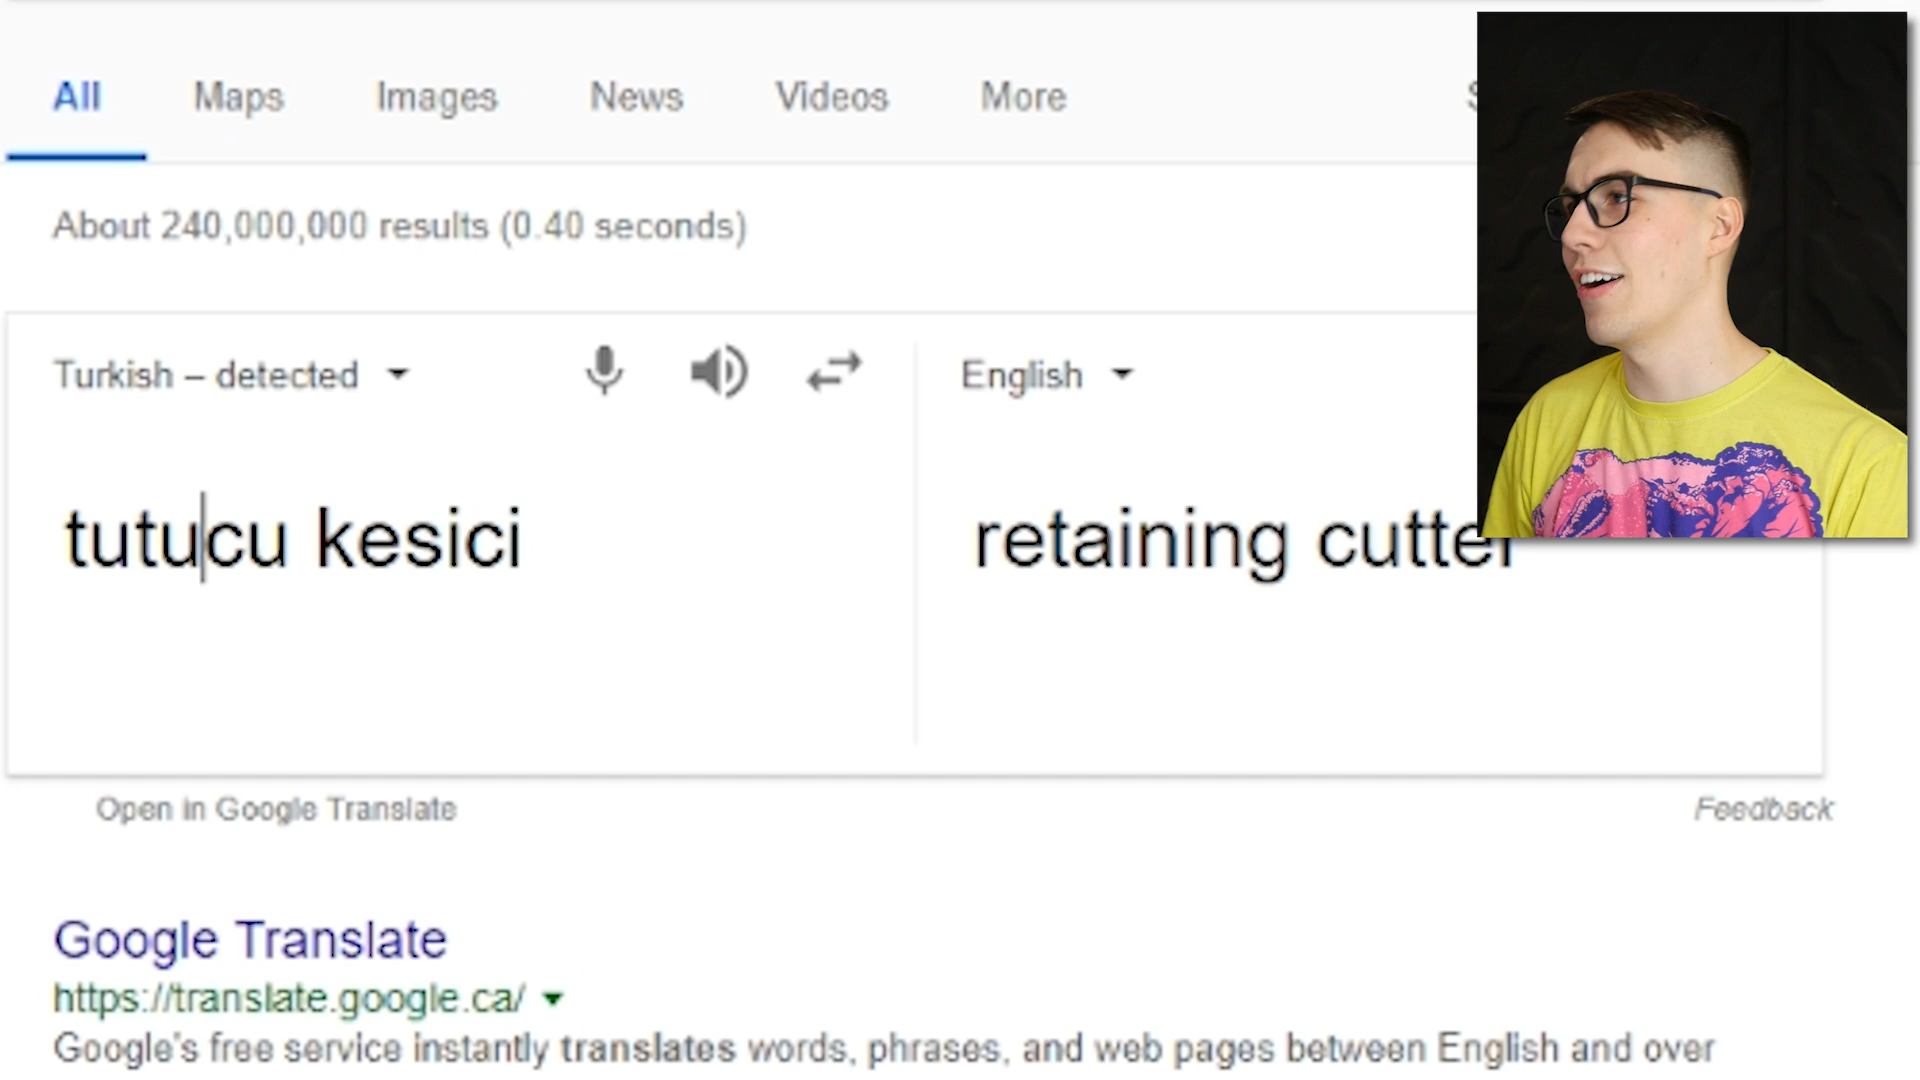 All Maps Images News Videos More
About 240,000,000 results (0.40 seconds)
Turkish – detected English
tutucu kesici retaining cutter
Open in Google Translate Feedback
Google Translate
https://translate.google.ca/
Google's free service instantly translates words, phrases, and web pages between English and over